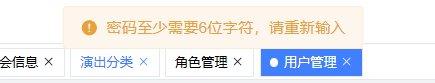 密码至少需要6位字符，请重新输入
会信息 × 演出分类 × 角色管理 × 用户管理 ×